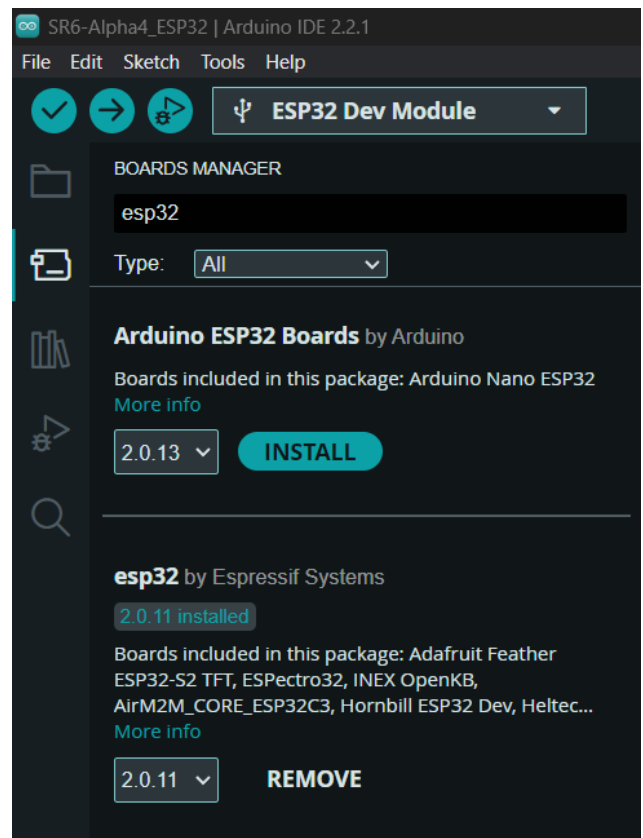 SR6-Alpha4_ESP32 | Arduino IDE 2.2.1
File Edit Sketch Tools Help
ESP32 Dev Module
BOARDS MANAGER
esp32
Type: All
Arduino ESP32 Boards by Arduino
Boards included in this package: Arduino Nano ESP32
More info
2.0.13 INSTALL
esp32 by Espressif Systems
2.0.11 installed
Boards included in this package: Adafruit Feather
ESP32-S2 TFT, ESPectro32, INEX OpenKB,
AirM2M_CORE_ESP32C3, Hornbill ESP32 Dev, Heltec...
More info
2.0.11 REMOVE